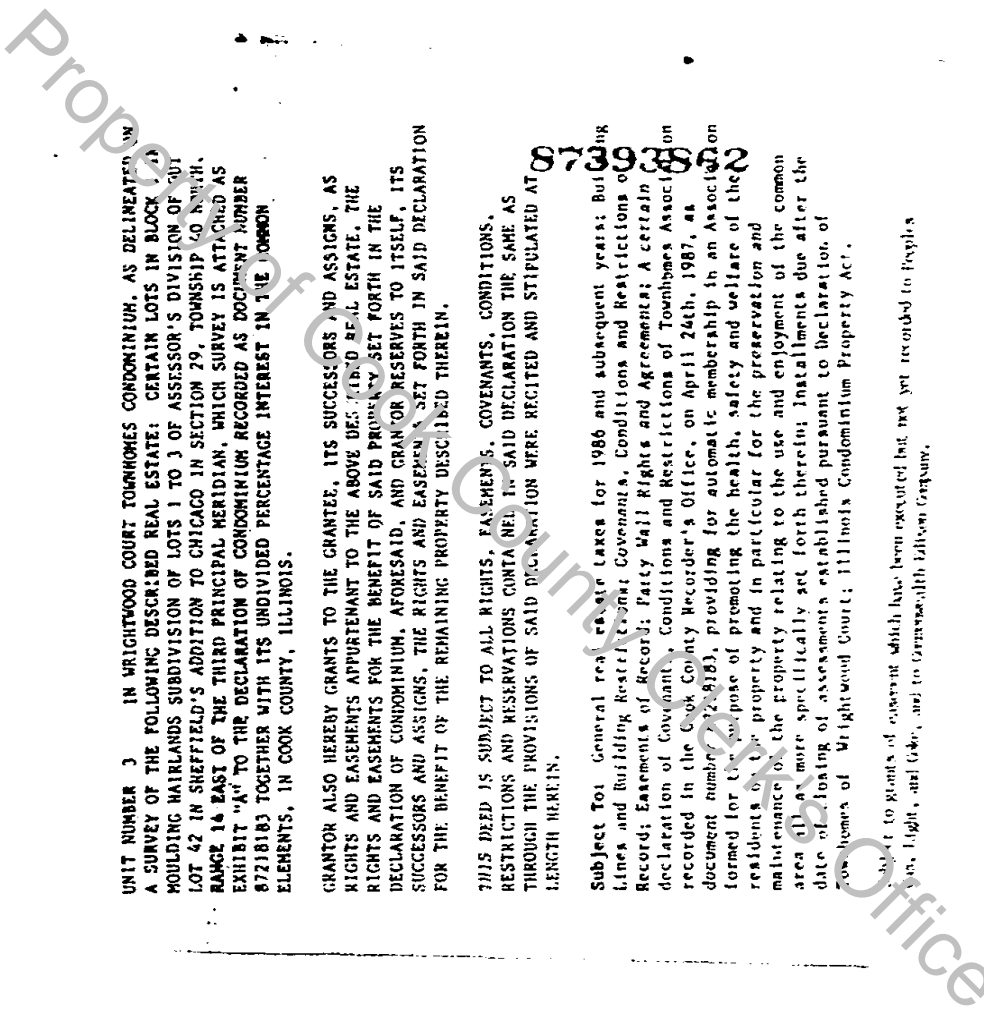 UNIT NUMBER 3 IN WRIGHTWOOD COURT TOWNHOMES CONDOMINIUM, AS DELINEATED ON
A SURVEY OF THE FOLLOWING DESCRIBED REAL ESTATE: CERTAIN LOTS IN BLOCK IN
MOULDING HAIRLANDS SUBDIVISION OF LOTS 1 TO 3 OF ASSESSOR'S DIVISION OF OUT
LOT 42 IN SHEFFIELD'S ADDITION TO CHICAGO IN SECTION 29, TOWNSHIP 40 NORTH,
RANGE 14 EAST OF THE THIRD PRINCIPAL MERIDIAN, WHICH SURVEY IS ATTACHED AS
EXHIBIT "A" TO THE DECLARATION OF CONDOMINIUM RECORDED AS DOCUMENT NUMBER
87218183 TOGETHER WITH ITS UNDIVIDED PERCENTAGE INTEREST IN THE COMMON
ELEMENTS, IN COOK COUNTY, ILLINOIS.
GRANTOR ALSO HEREBY GRANTS TO THE GRANTEE, ITS SUCCESSORS AND ASSIGNS, AS
RIGHTS AND EASEMENTS APPURTENANT TO THE ABOVE DESCRIBED REAL ESTATE, THE
RIGHTS AND EASEMENTS FOR THE BENEFIT OF SAID PROPERTY SET FORTH IN THE
DECLARATION OF CONDOMINIUM, AFORESAID, AND GRANTOR RESERVES TO ITSELF, ITS
SUCCESSORS AND ASSIGNS, THE RIGHTS AND EASEMENTS SET FORTH IN SAID DECLARATION
FOR THE BENEFIT OF THE REMAINING PROPERTY DESCRIBED THEREIN.
THIS DEED IS SUBJECT TO ALL RIGHTS, EASEMENTS, COVENANTS, CONDITIONS,
RESTRICTIONS AND RESERVATIONS CONTAINED IN SAID DECLARATION THE SAME AS
THROUGH THE PROVISIONS OF SAID DECLARATION WERE RECITED AND STIPULATED AT
LENGTH HEREIN.
87393862
Subject To: General real estate taxes for 1986 and subsequent years; Building
Lines and Building Restrictions; Covenants, Conditions and Restrictions of
Record; Easements of Record; Party Wall Rights and Agreements; A certain
declaration of Covenants, Conditions and Restrictions of Townhomes Association
recorded in the Cook County Recorder's Office, on April 24th, 1987, as
document number 87218183, providing for automatic membership in an Association
formed for the purpose of promoting the health, safety and welfare of the
residents of the property and in particular for the preservation and
maintenance of the property relating to the use and enjoyment of the common
area all as more specifically set forth therein; Installments due after the
date of closing of assessments established pursuant to Declaration of
Townhomes of Wrightwood Court; Illinois Condominium Property Act.
Subject to grants of easement which have been executed but not yet recorded to Peoples
Gas, Light, and Coke, and to Commonwealth Edison Company.
Property of Cook County Clerk's Office